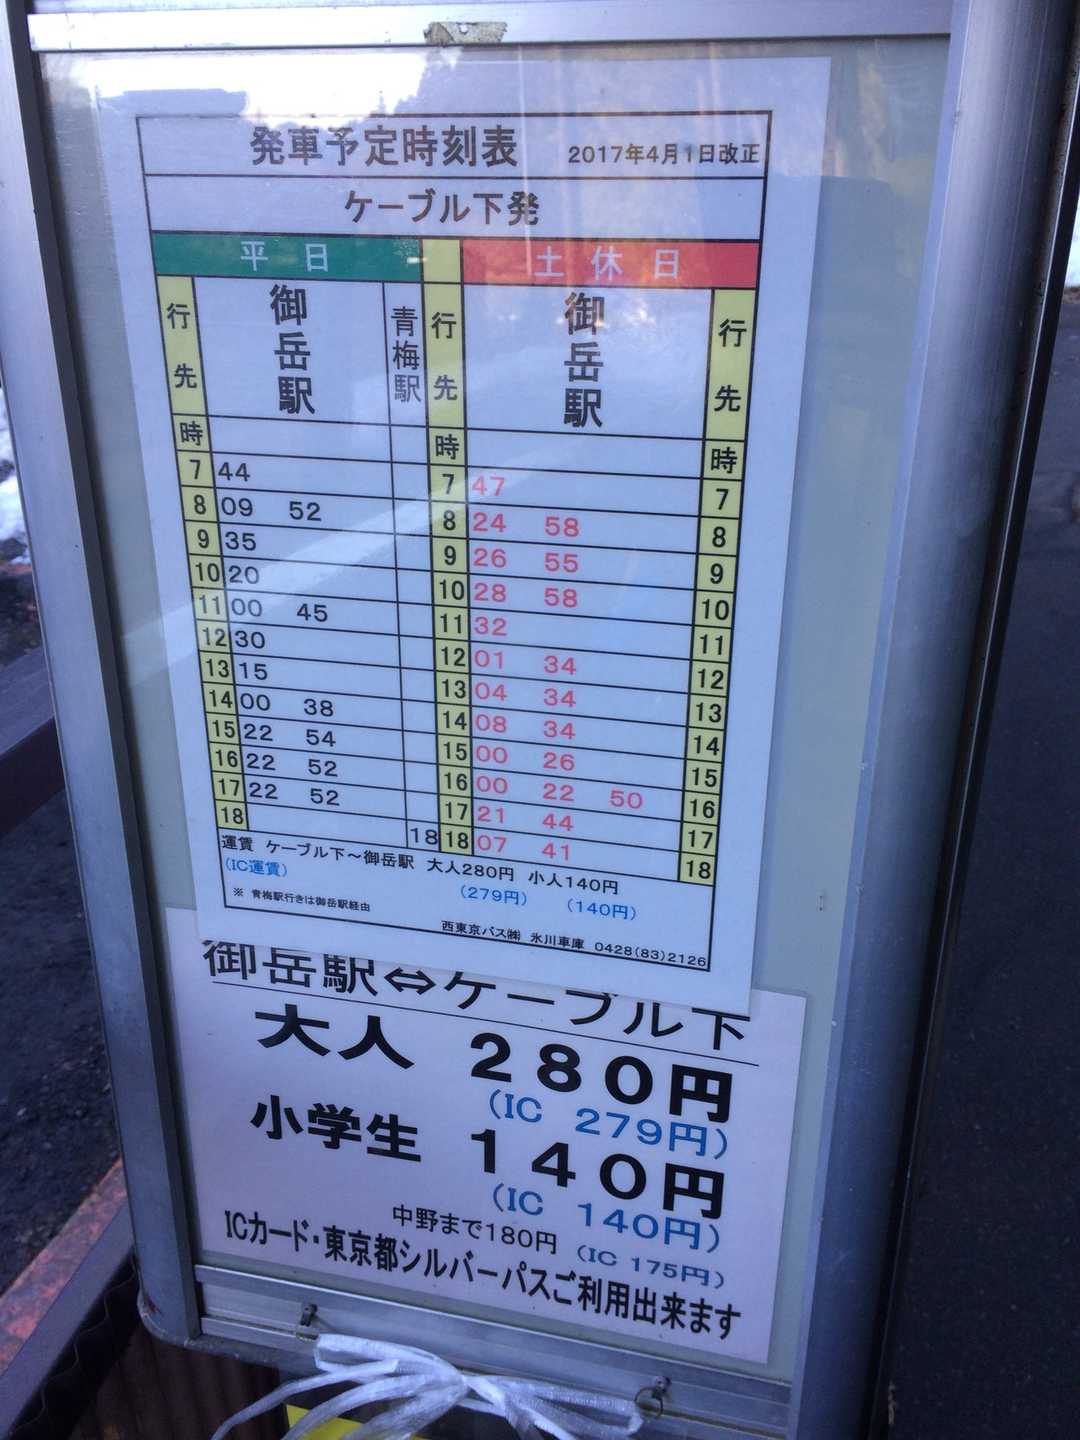 発車予定時刻表 2017年4月1日改正
ケーブル下発
平日 土休日
行先 御岳駅 青梅駅 行先 御岳駅 行先
時 時 時
7 44 7 47 7
8 09 52 8 24 58 8
9 35 9 26 55 9
10 20 10 28 58 10
11 00 45 11 32 11
12 30 12 01 34 12
13 15 13 04 34 13
14 00 38 14 08 34 14
15 22 54 15 00 26 15
16 22 52 16 00 22 50 16
17 22 52 17 21 44 17
18 18 18 07 41 18
運賃 ケーブル下～御岳駅 大人280円 小人140円
(IC運賃) (279円) (140円)
※ 青梅駅行きは御岳駅経由
西東京バス㈱ 氷川車庫 0428(83)2126
御岳駅⇔ケーブル下
大人 280円
(IC 279円)
小学生 140円
(IC 140円)
中野まで180円 (IC 175円)
ICカード・東京都シルバーパスご利用出来ます